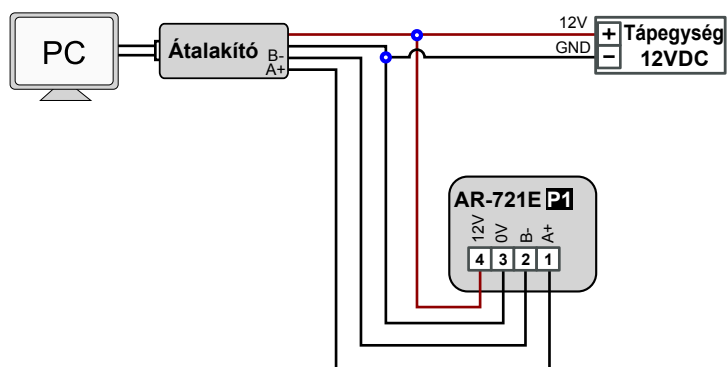 PC
Átalakító
B-
A+
12V
GND
+
−
Tápegység
12VDC
AR-721E P1
12V 0V B- A+
4 3 2 1